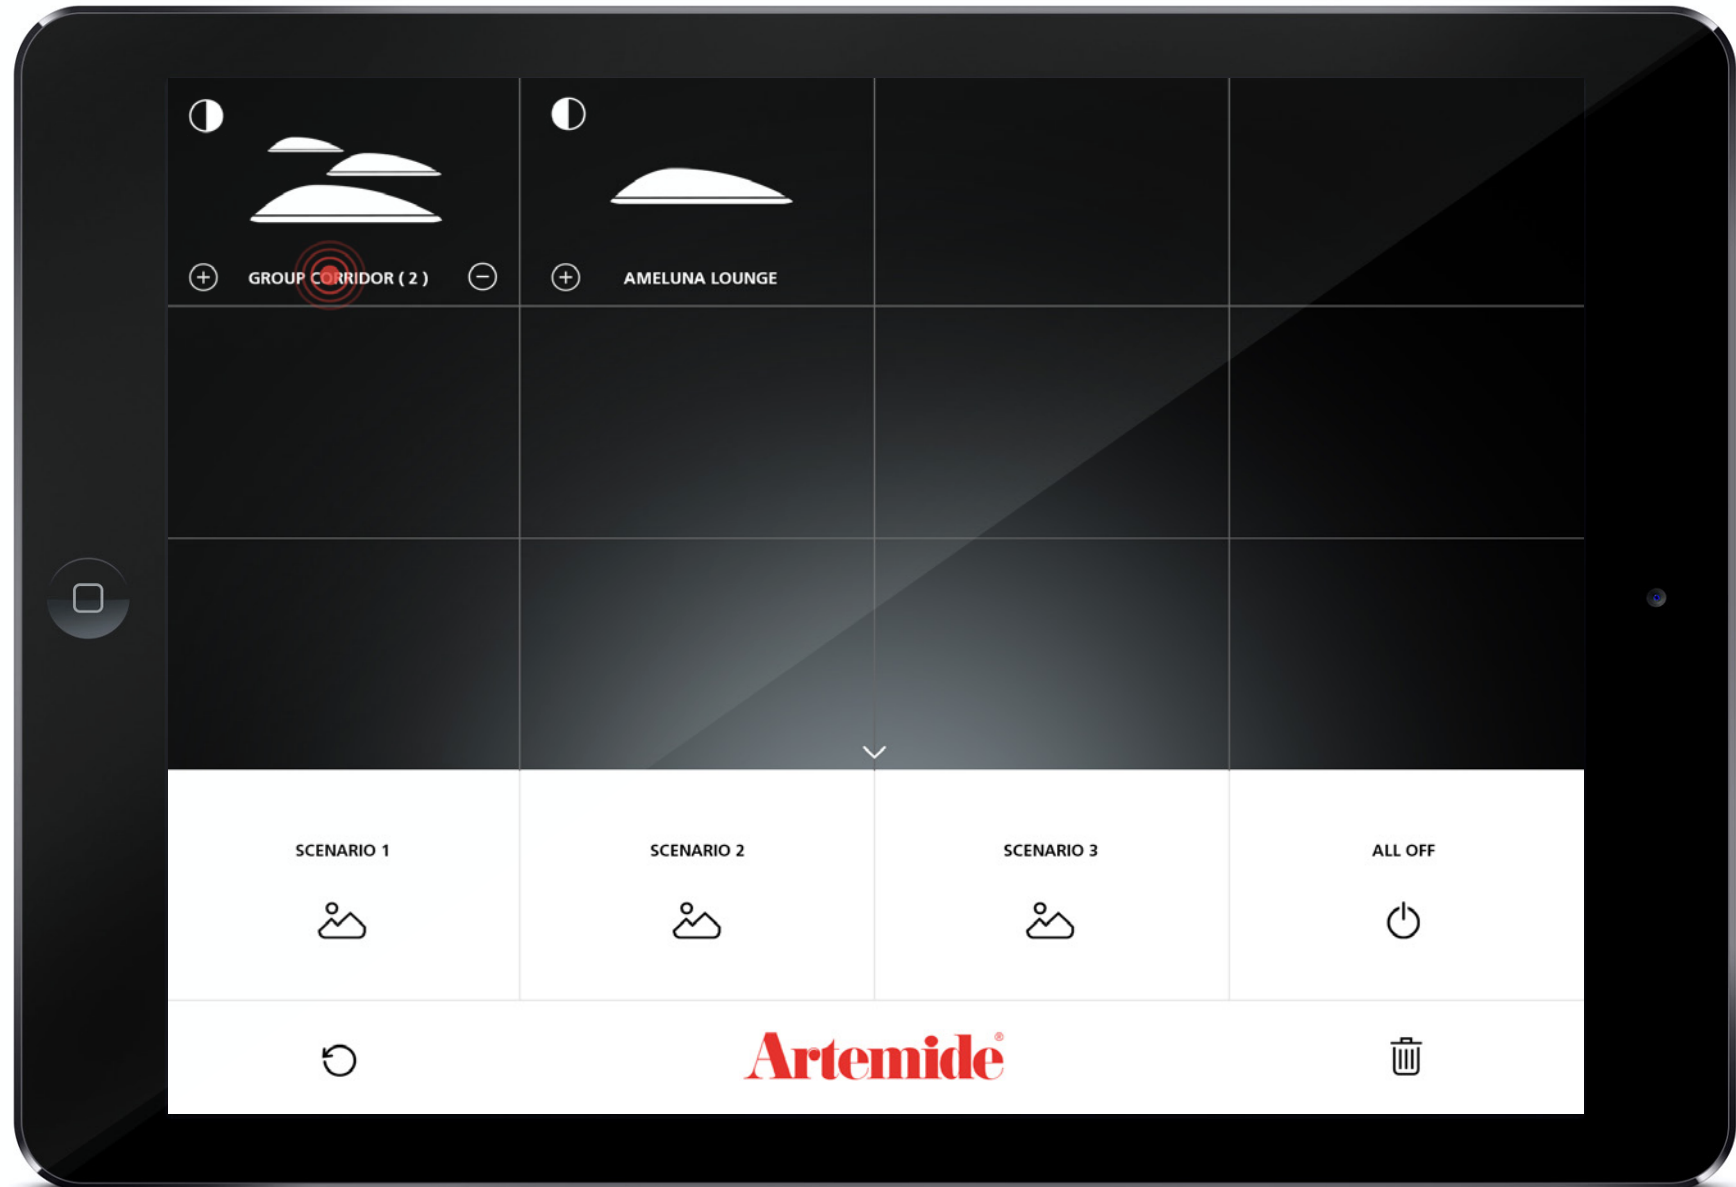 GROUP CORRIDOR ( 2 )
AMELUNA LOUNGE
SCENARIO 1
SCENARIO 2
SCENARIO 3
ALL OFF
Artemide®